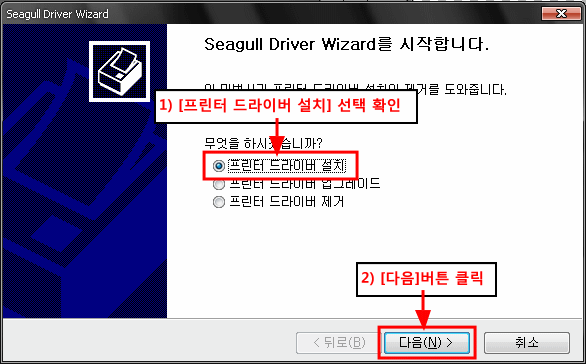 Seagull Driver Wizard
Seagull Driver Wizard를 시작합니다.
이 마법사가 프린터 드라이버 설치와 제거를 도와줍니다.
1) [프린터 드라이버 설치] 선택 확인
무엇을 하시겠습니까?
프린터 드라이버 설치
프린터 드라이버 업그레이드
프린터 드라이버 제거
2) [다음]버튼 클릭
< 뒤로(B)
다음(N) >
취소